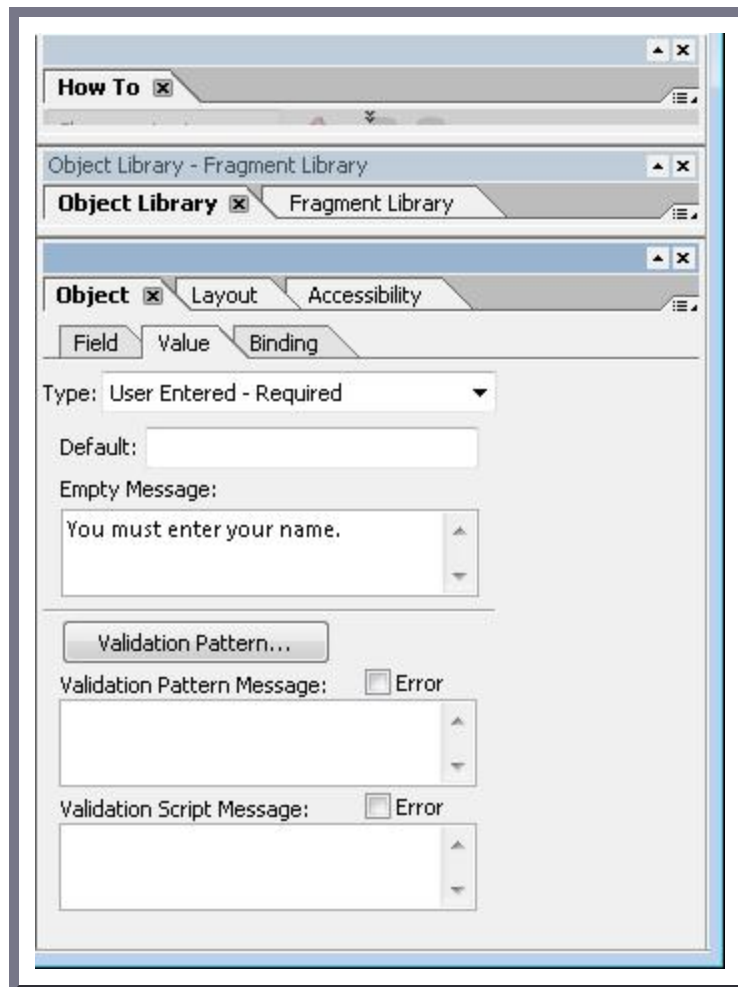 How To
Object Library - Fragment Library
Object Library Fragment Library
Object Layout Accessibility
Field Value Binding
Type: User Entered - Required
Default:
Empty Message:
You must enter your name.
Validation Pattern...
Validation Pattern Message: Error
Validation Script Message: Error